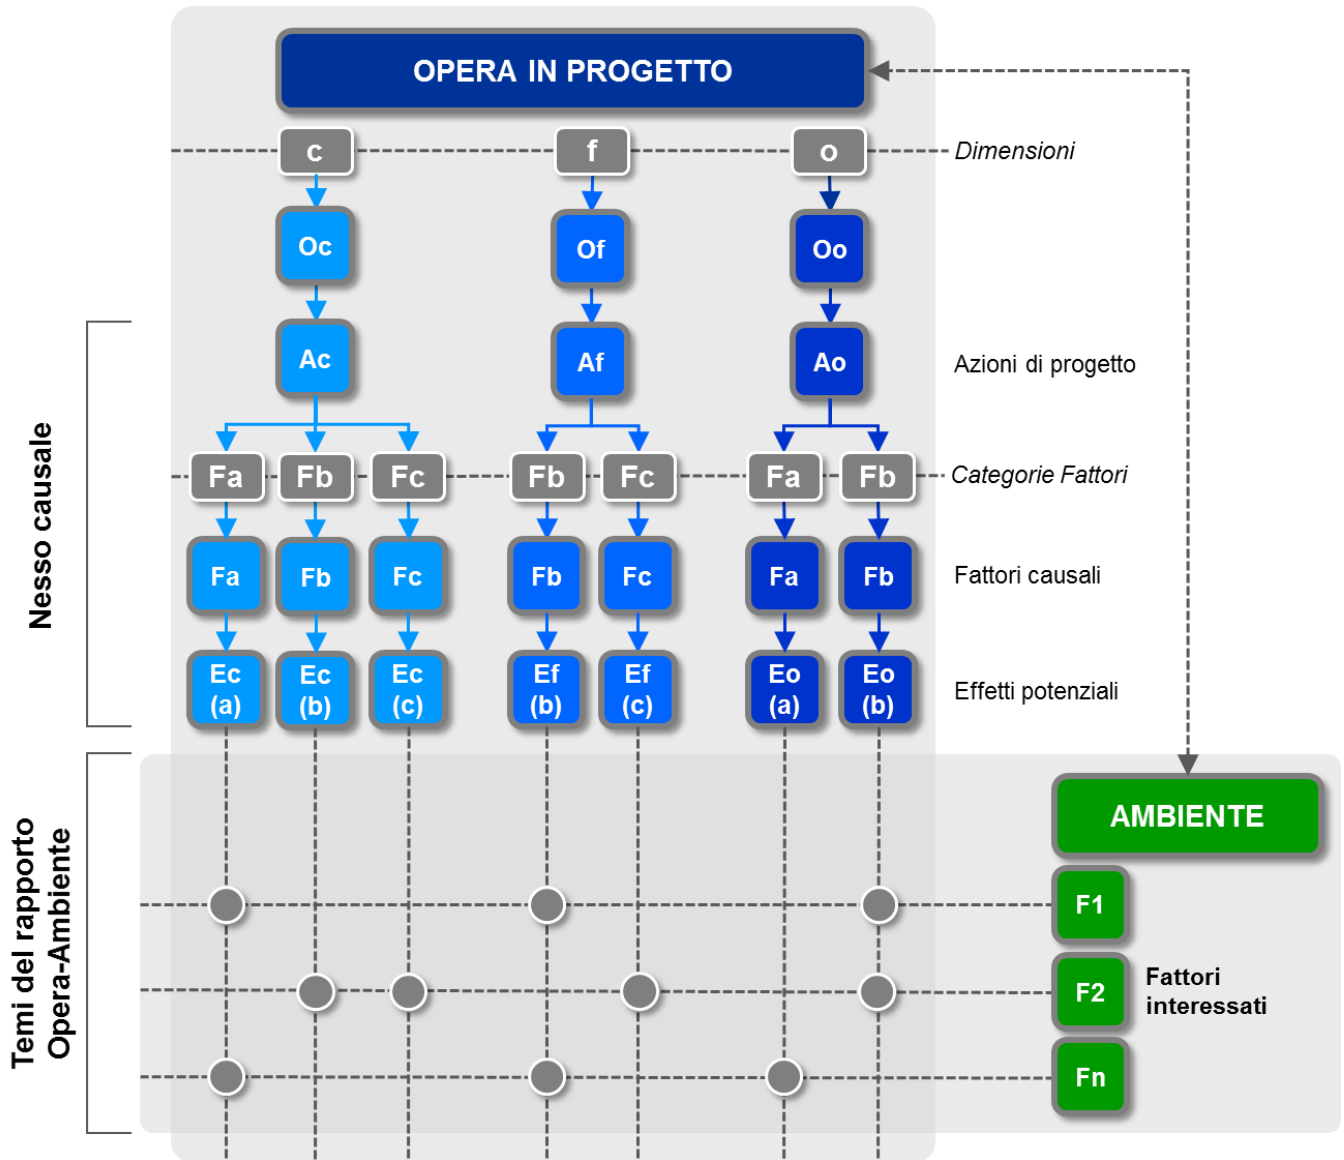 OPERA IN PROGETTO
c
f
o
Dimensioni
Oc
Of
Oo
Ac
Af
Ao
Azioni di progetto
Nesso causale
Fa
Fb
Fc
Fb
Fc
Fa
Fb
Categorie Fattori
Fa
Fb
Fc
Fb
Fc
Fa
Fb
Fattori causali
Ec
(a)
Ec
(b)
Ec
(c)
Ef
(b)
Ef
(c)
Eo
(a)
Eo
(b)
Effetti potenziali
Temi del rapporto
Opera-Ambiente
AMBIENTE
F1
F2
Fattori
interessati
Fn